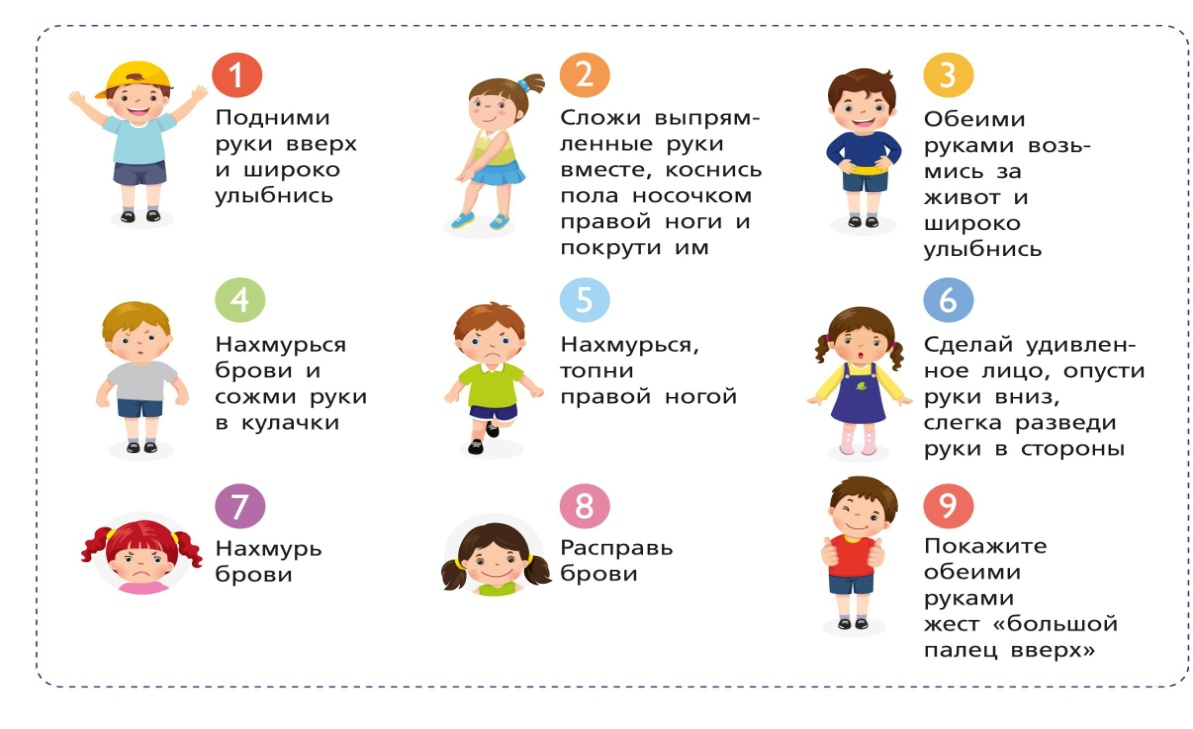 1
Подними
руки вверх
и широко
улыбнись
2
Сложи выпрям-
ленные руки
вместе, коснись
пола носочком
правой ноги и
покрути им
3
Обеими
руками возь-
мись за
живот и
широко
улыбнись
4
Нахмурься
брови и
сожми руки
в кулачки
5
Нахмурься,
топни
правой ногой
6
Сделай удивлен-
ное лицо, опусти
руки вниз,
слегка разведи
руки в стороны
7
Нахмурь
брови
8
Расправь
брови
9
Покажите
обеими
руками
жест «большой
палец вверх»